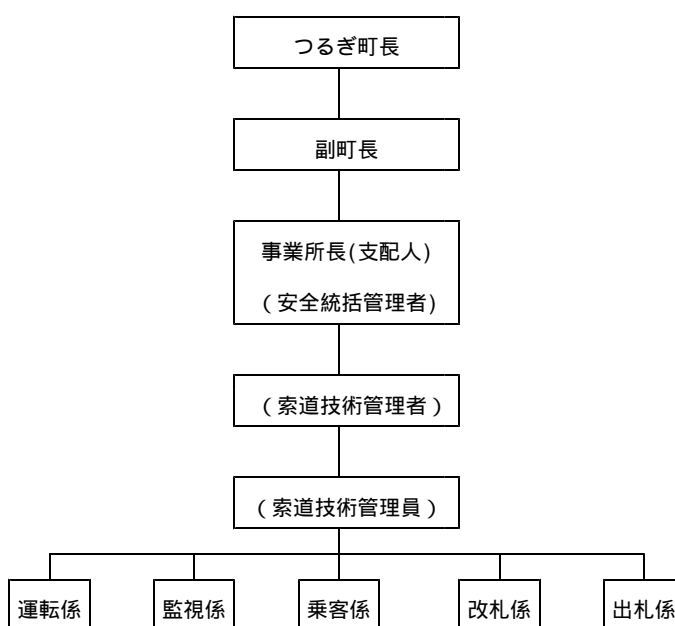 つるぎ町長
副町長
事業所長(支配人)
(安全統括管理者)
(索道技術管理者)
(索道技術管理員)
運転係 監視係 乗客係 改札係 出札係